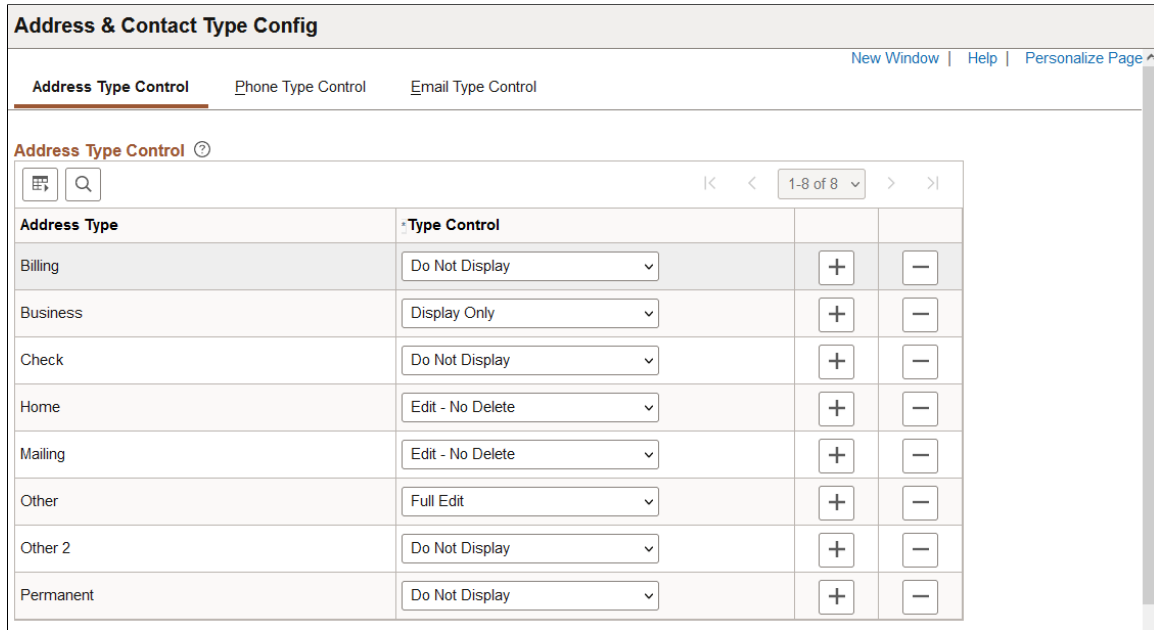 Address & Contact Type Config
New Window | Help | Personalize Page
Address Type Control Phone Type Control Email Type Control
Address Type Control ?
1-8 of 8
Address Type *Type Control
Billing Do Not Display
Business Display Only
Check Do Not Display
Home Edit - No Delete
Mailing Edit - No Delete
Other Full Edit
Other 2 Do Not Display
Permanent Do Not Display